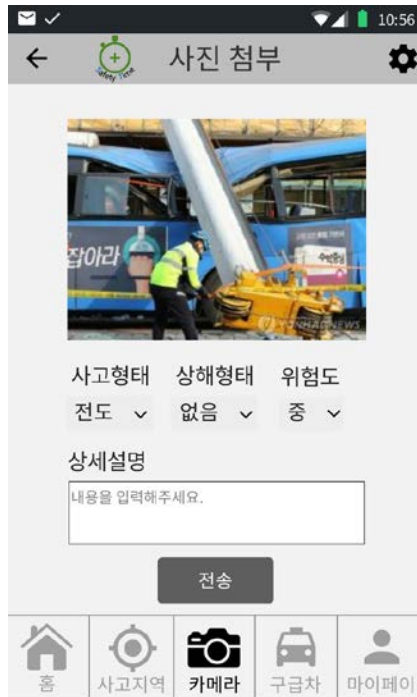 10:56
Safety Time
사진 첨부
잡아라
YONHAP NEWS
사고형태 상해형태 위험도
전도 없음 중
상세설명
내용을 입력해주세요.
전송
홈 사고지역 카메라 구급차 마이페이